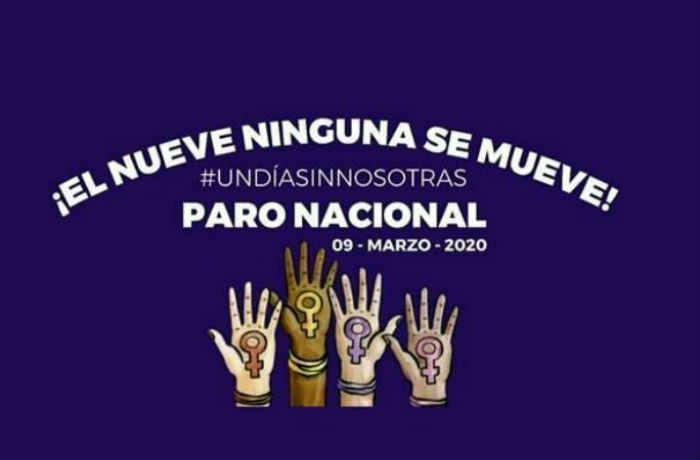 ¡EL NUEVE NINGUNA SE MUEVE!
#UNDÍASINNOSOTRAS
PARO NACIONAL
09 - MARZO - 2020